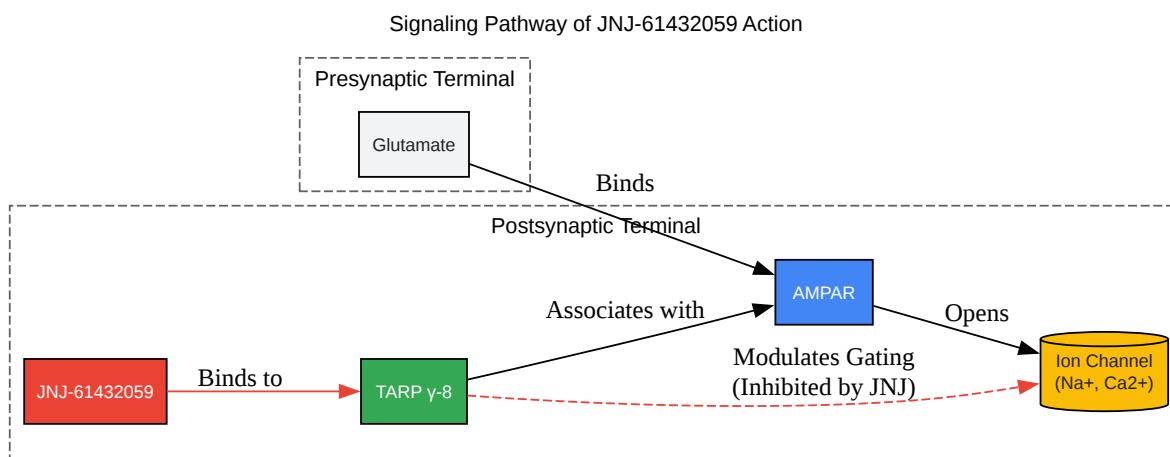 Signaling Pathway of JNJ-61432059 Action
Presynaptic Terminal
Glutamate
Binds
Postsynaptic Terminal
AMPAR
Associates with
Opens
Modulates Gating
(Inhibited by JNJ)
Ion Channel
(Na+, Ca2+)
JNJ-61432059
Binds to
TARP γ-8